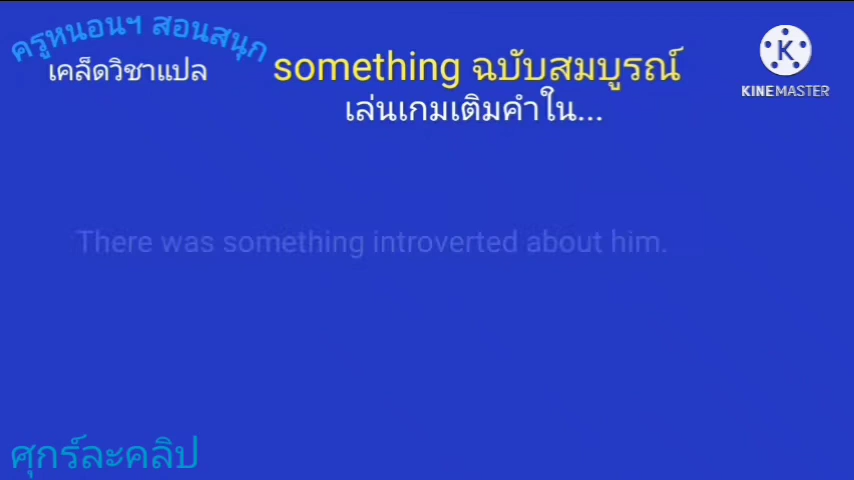 ครูหนอนฯ สอนสนุก
เคล็ดวิชาแปล
something ฉบับสมบูรณ์
เล่นเกมเติมคำใน...
KINEMASTER
There was something introverted about him.
ศุกร์ละคลิป